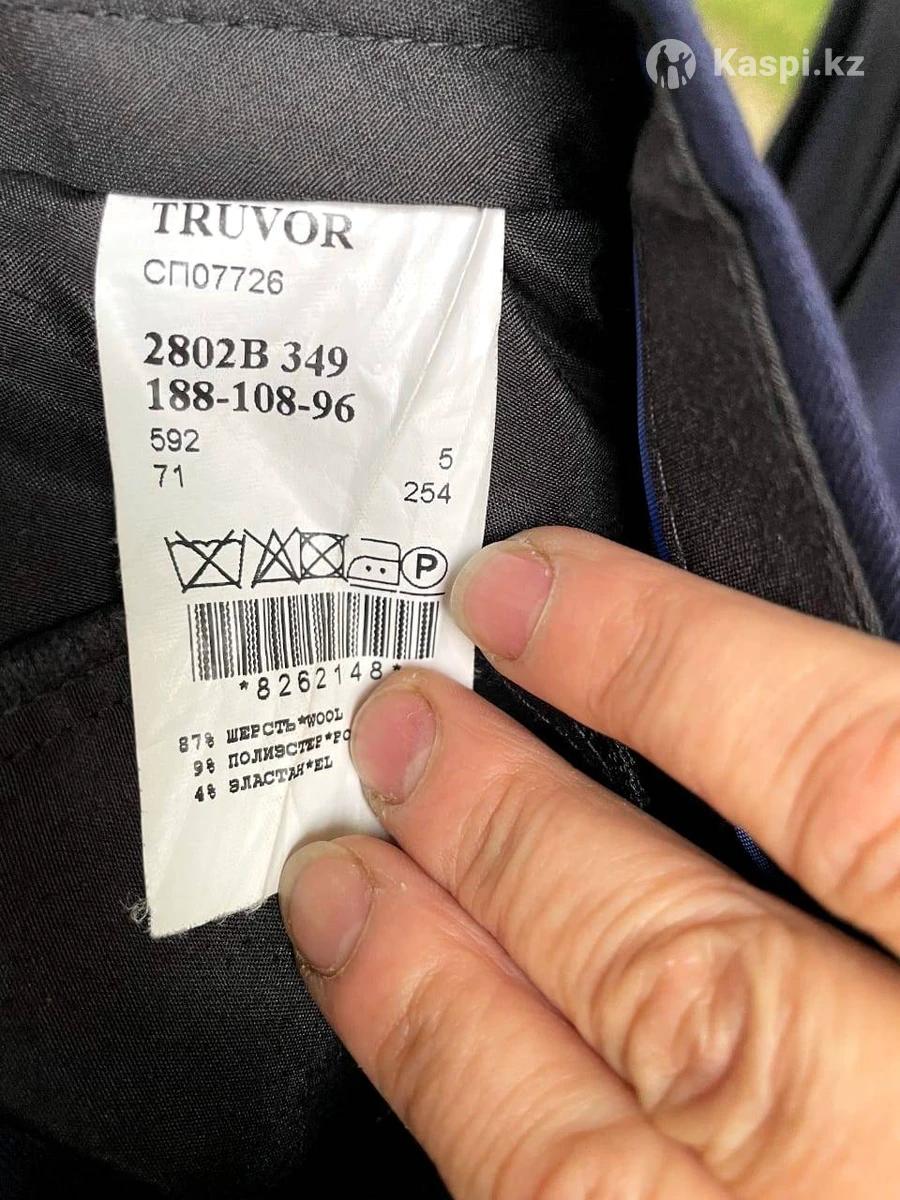 Kaspi.kz
TRUVOR
СП07726
2802B 349
188-108-96
592
5
71
254
P
*8262148*
87% ШЕРСТЬ*WOOL
9% ПОЛИЭСТЕР*PO
4% ЭЛАСТАН*EL